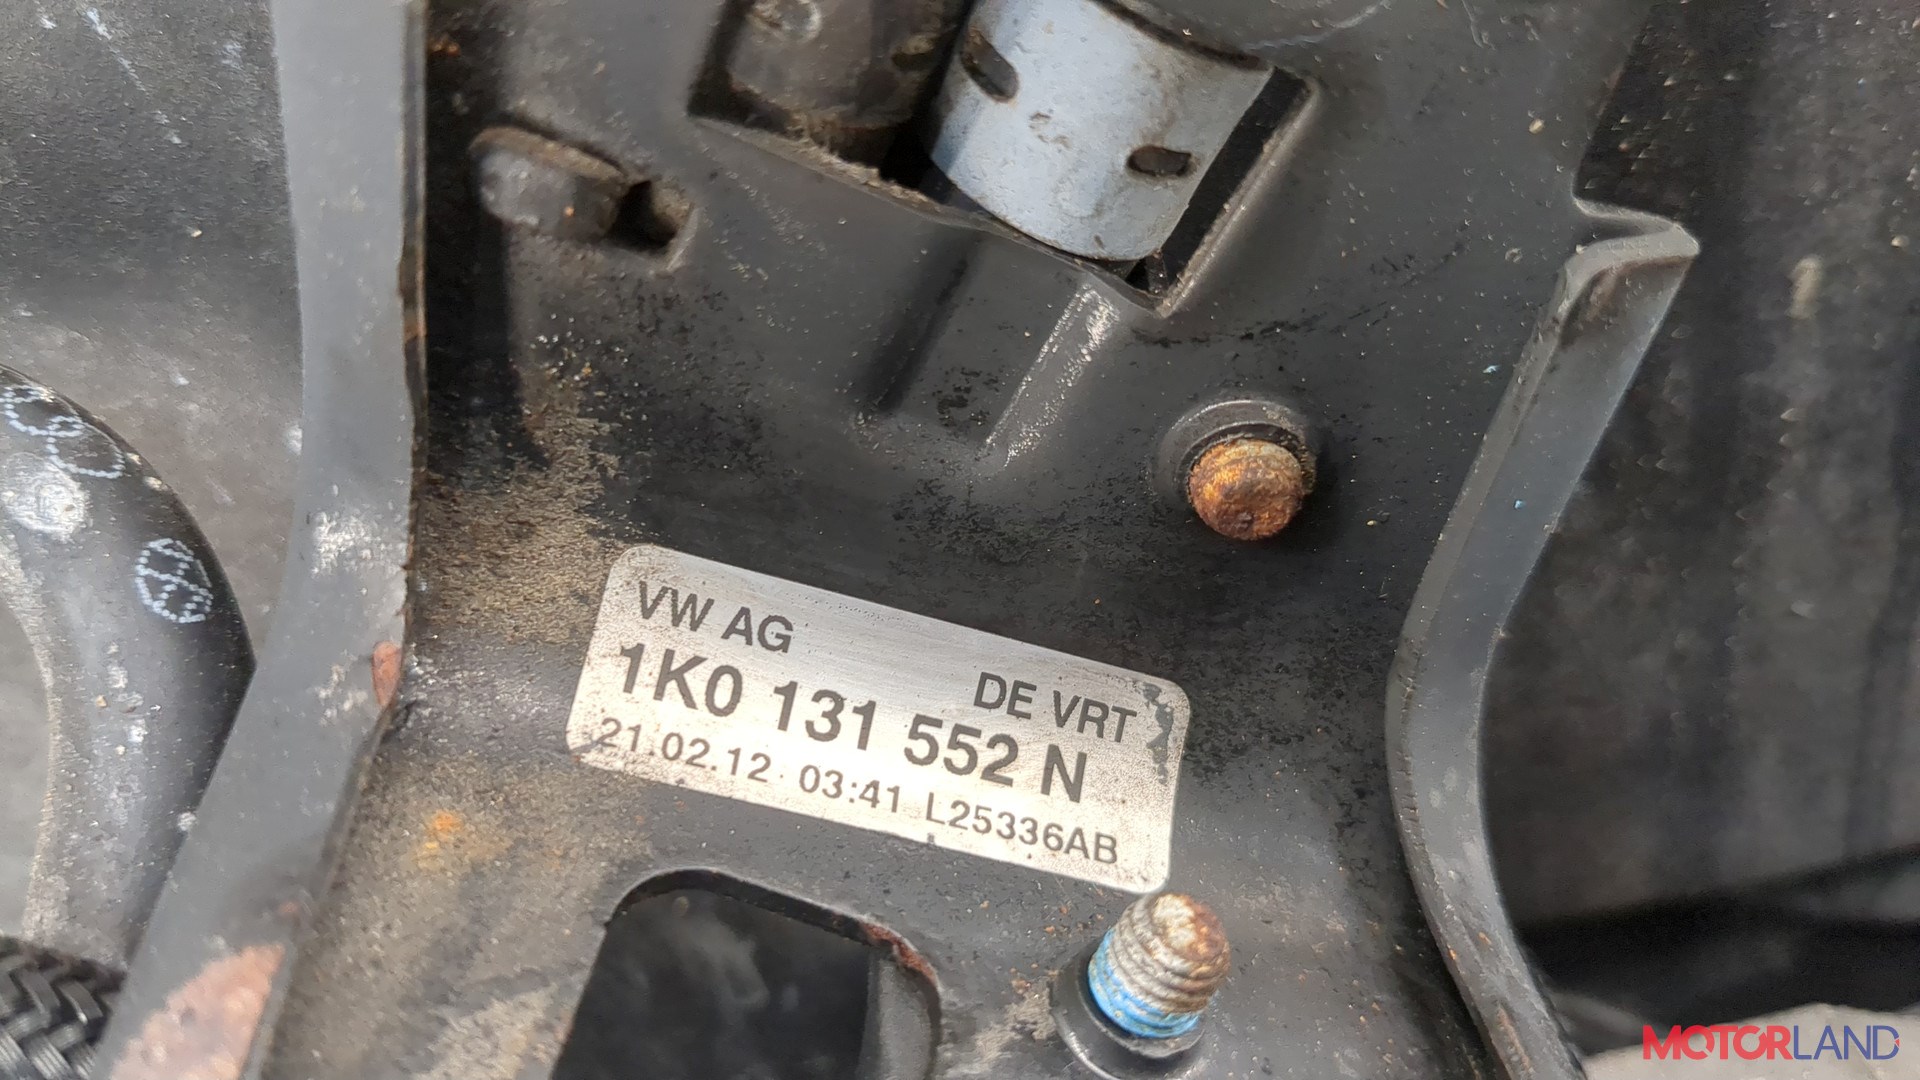 VW AG
DE VRT
1K0 131 552 N
21.02.12 03:41 L25336AB
MOTORLAND